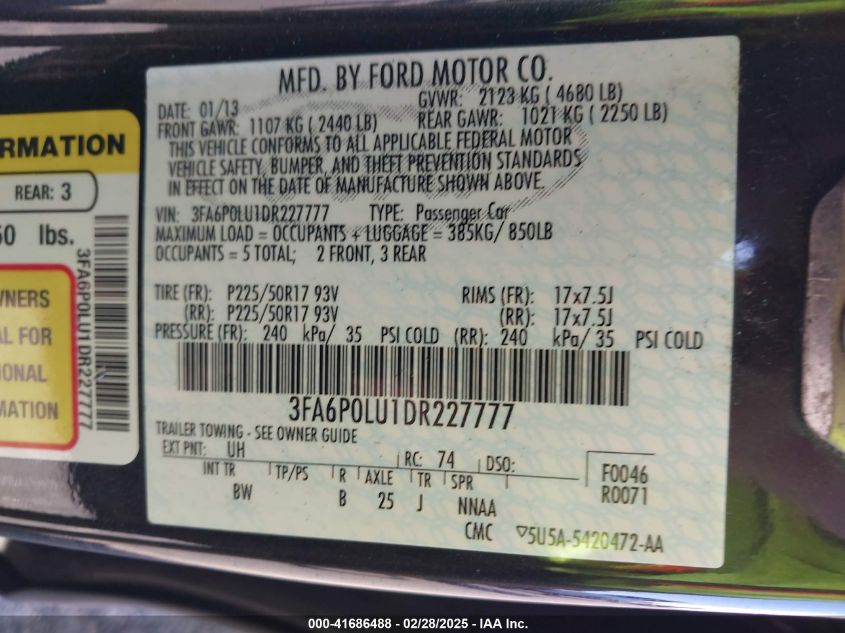 MFD. BY FORD MOTOR CO.
DATE: 01/13
GVWR: 2123 KG ( 4680 LB)
FRONT GAWR: 1107 KG ( 2440 LB)
REAR GAWR: 1021 KG ( 2250 LB)
THIS VEHICLE CONFORMS TO ALL APPLICABLE FEDERAL MOTOR
VEHICLE SAFETY, BUMPER, AND THEFT PREVENTION STANDARDS
IN EFFECT ON THE DATE OF MANUFACTURE SHOWN ABOVE.
VIN: 3FA6P0LU1DR227777 TYPE: Passenger Car
MAXIMUM LOAD = OCCUPANTS + LUGGAGE = 385KG/ 850LB
OCCUPANTS = 5 TOTAL; 2 FRONT, 3 REAR
TIRE (FR): P225/50R17 93V RIMS (FR): 17x7.5J
(RR): P225/50R17 93V (RR): 17x7.5J
PRESSURE (FR): 240 kPa/ 35 PSI COLD (RR): 240 kPa/ 35 PSI COLD
3FA6P0LU1DR227777
TRAILER TOWING - SEE OWNER GUIDE
EXT PNT: UH RC: 74 DSO:
INT TR TP/PS R AXLE TR SPR
BW B 25 J NNAA
F0046
R0071
CMC ▽5U5A-5420472-AA
RMATION
REAR: 3
50 lbs.
3FA6P0LU1DR227777
WNERS
AL FOR
IONAL
MATION
000-41686488 - 02/28/2025 - IAA Inc.